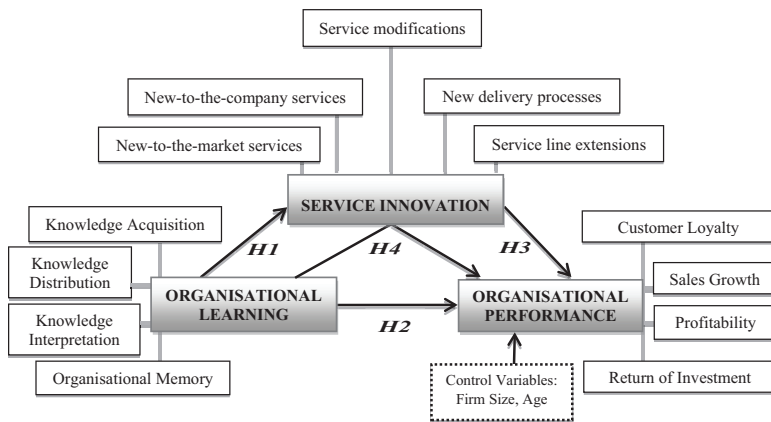 Service modifications
New-to-the-company services
New delivery processes
New-to-the-market services
Service line extensions
SERVICE INNOVATION
Knowledge Acquisition
Customer Loyalty
H1
H4
H3
Knowledge
Distribution
Sales Growth
ORGANISATIONAL
LEARNING
ORGANISATIONAL
PERFORMANCE
Knowledge
Interpretation
H2
Profitability
Organisational Memory
Control Variables:
Firm Size, Age
Return of Investment